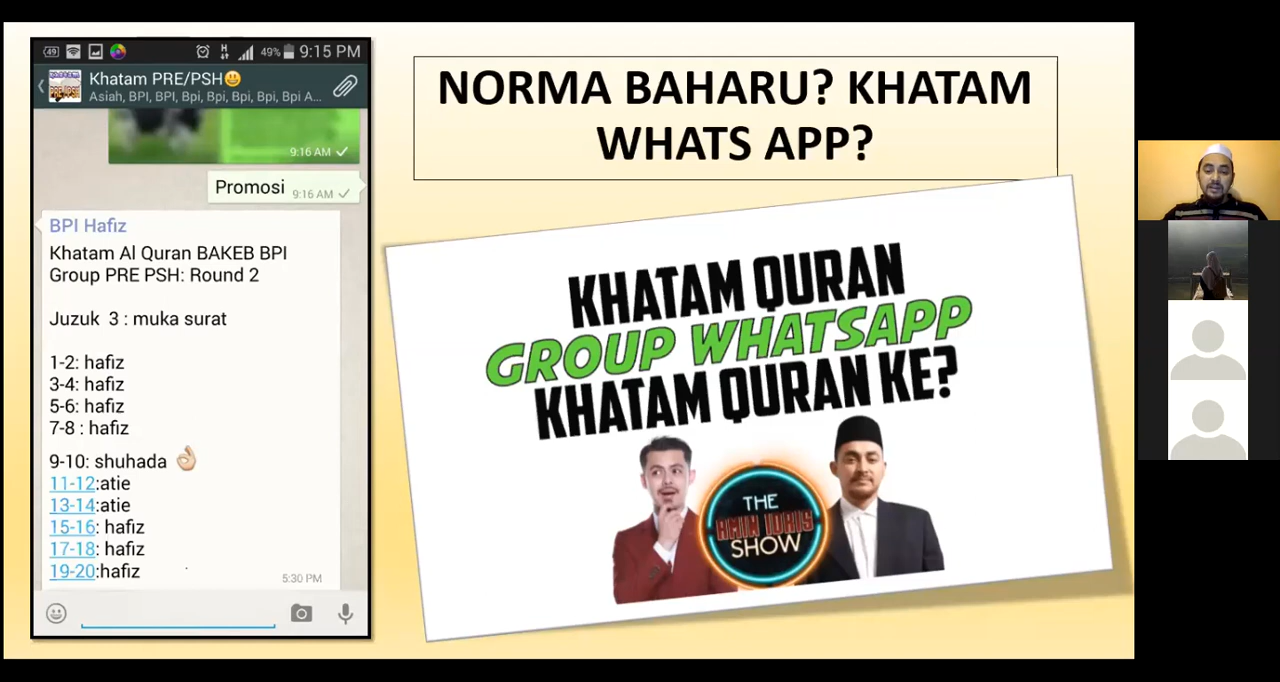 49%
9:15 PM
Khatam PRE/PSH
Asiah, BPI, BPI, Bpi, Bpi, Bpi, Bpi, Bpi A...
9:16 AM
Promosi 9:16 AM
BPI Hafiz
Khatam Al Quran BAKEB BPI
Group PRE PSH: Round 2
Juzuk 3 : muka surat
1-2: hafiz
3-4: hafiz
5-6: hafiz
7-8 : hafiz
9-10: shuhada 👌
11-12:atie
13-14:atie
15-16: hafiz
17-18: hafiz
19-20:hafiz
5:30 PM
NORMA BAHARU? KHATAM
WHATS APP?
KHATAM QURAN
GROUP WHATSAPP
KHATAM QURAN KE?
THE
AMIN IDRIS
SHOW